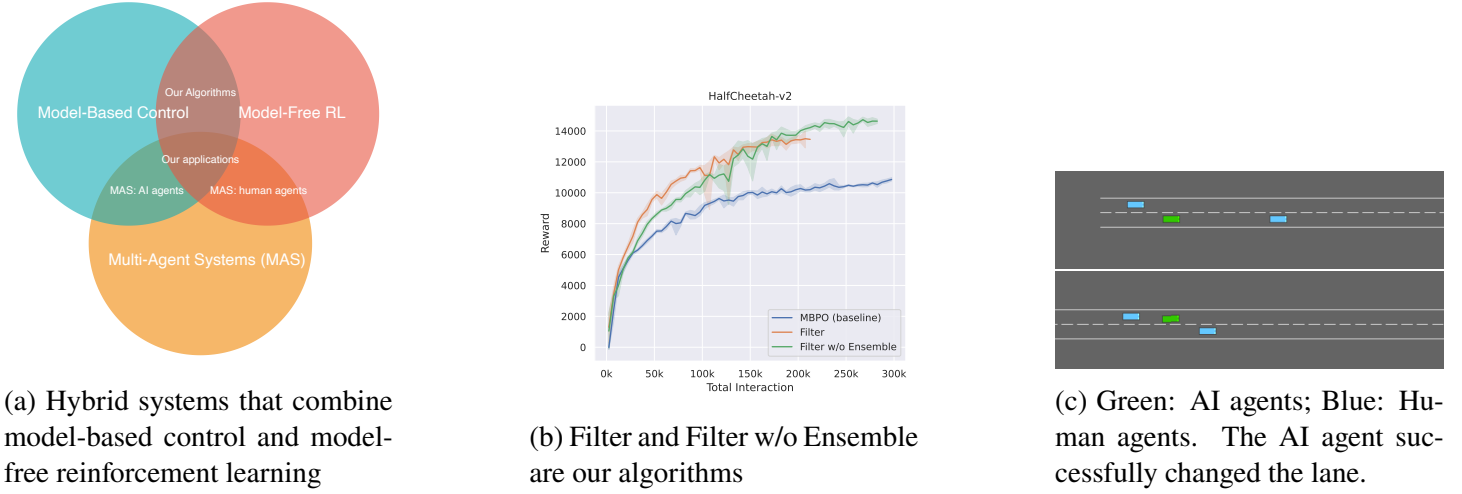 Our Algorithms
Model-Based Control
Model-Free RL
Our applications
MAS: AI agents
MAS: human agents
Multi-Agent Systems (MAS)
(a) Hybrid systems that combine
model-based control and model-
free reinforcement learning
HalfCheetah-v2
14000
12000
10000
8000
6000
4000
2000
0
Reward
MBPO (baseline)
Filter
Filter w/o Ensemble
0k 50k 100k 150k 200k 250k 300k
Total Interaction
(b) Filter and Filter w/o Ensemble
are our algorithms
(c) Green: AI agents; Blue: Hu-
man agents. The AI agent suc-
cessfully changed the lane.